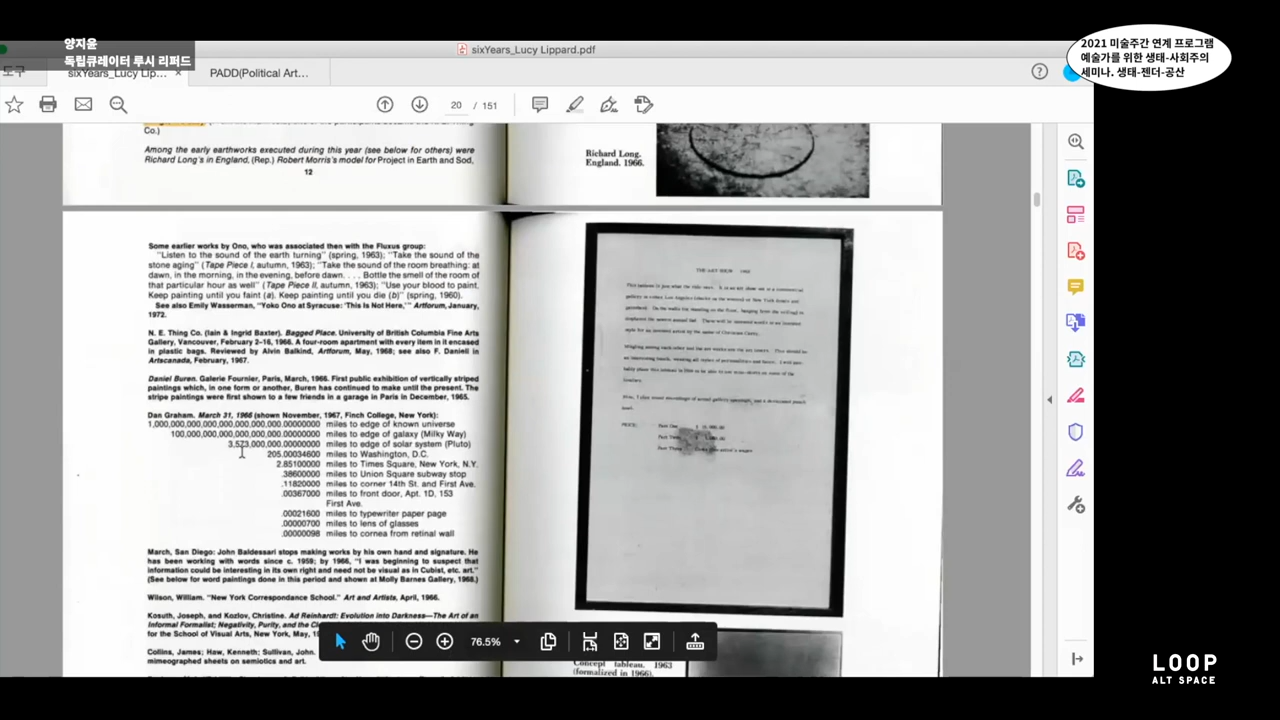 양지윤
독립큐레이터 루시 리퍼드
2021 미술주간 연계 프로그램
예술가를 위한 생태-사회주의
세미나. 생태-젠더-공산
sixYears_Lucy Lippard.pdf
도구
sixYears_Lucy Lip... ×
PADD(Political Art...
20 / 151
Co.)
Among the early earthworks executed during this year (see below for others) were
Richard Long's in England, (Rep.) Robert Morris's model for Project in Earth and Sod,
12
Richard Long.
England. 1966.
Some earlier works by Ono, who was associated then with the Fluxus group:
"Listen to the sound of the earth turning" (spring, 1963); "Take the sound of the
stone aging" (Tape Piece I, autumn, 1963); "Take the sound of the room breathing: at
dawn, in the morning, in the evening, before dawn. . . . Bottle the smell of the room of
that particular hour as well" (Tape Piece II, autumn, 1963); "Use your blood to paint.
Keep painting until you faint (a). Keep painting until you die (b)" (spring, 1960).
See also Emily Wasserman, "Yoko Ono at Syracuse: 'This Is Not Here,'" Artforum, January,
1972.
N. E. Thing Co. (Iain & Ingrid Baxter). Bagged Place. University of British Columbia Fine Arts
Gallery, Vancouver, February 2–16, 1966. A four-room apartment with every item in it encased
in plastic bags. Reviewed by Alvin Balkind, Artforum, May, 1968; see also F. Danieli in
Artscanada, February, 1967.
Daniel Buren. Galerie Fournier, Paris, March, 1966. First public exhibition of vertically striped
paintings which, in one form or another, Buren has continued to make until the present. The
stripe paintings were first shown to a few friends in a garage in Paris in December, 1965.
Dan Graham. March 31, 1966 (shown November, 1967, Finch College, New York):
1,000,000,000,000,000,000,000.00000000 miles to edge of known universe
100,000,000,000,000,000,000.00000000 miles to edge of galaxy (Milky Way)
3,573,000,000.00000000 miles to edge of solar system (Pluto)
205.00034600 miles to Washington, D.C.
2.85100000 miles to Times Square, New York, N.Y.
.38600000 miles to Union Square subway stop
.11820000 miles to corner 14th St. and First Ave.
.00367000 miles to front door, Apt. 1D, 153
First Ave.
.00021600 miles to typewriter paper page
.00000700 miles to lens of glasses
.00000098 miles to cornea from retinal wall
March, San Diego: John Baldessari stops making works by his own hand and signature. He
has been working with words since c. 1959; by 1966, "I was beginning to suspect that
information could be interesting in its own right and need not be visual as in Cubist, etc. art."
(See below for word paintings done in this period and shown at Molly Barnes Gallery, 1968.)
Wilson, William. "New York Correspondance School." Art and Artists, April, 1966.
Kosuth, Joseph, and Kozlov, Christine. Ad Reinhardt: Evolution into Darkness—The Art of an
Informal Formalist; Negativity, Purity, and the
for the School of Visual Arts, New York, May,
Collins, James; Haw, Kenneth; Sullivan, John.
mimeographed sheets on semiotics and art.
THE ART SHOW 1963
PRICE: Part One
Part Two
Part Three
Concept tableau. 1963
(formalized in 1966).
76.5%
LOOP
ALT SPACE